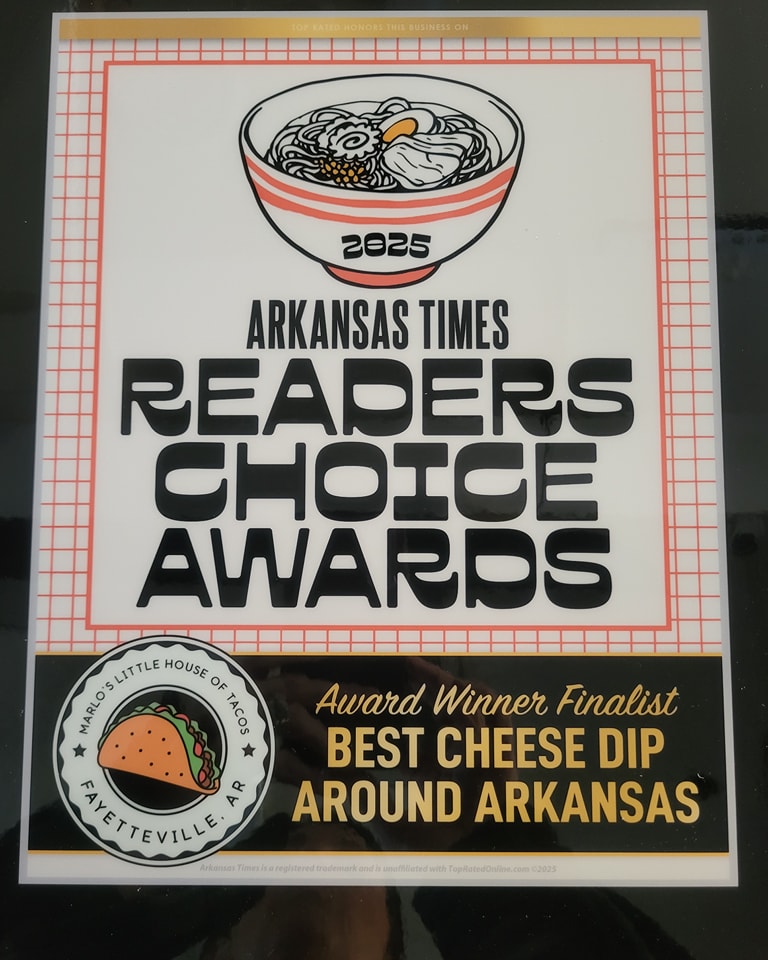 TOP RATED HONORS THIS BUSINESS ON
2025
ARKANSAS TIMES
READERS
CHOICE
AWARDS
MARLO'S LITTLE HOUSE OF TACOS
FAYETTEVILLE, AR
Award Winner Finalist
BEST CHEESE DIP
AROUND ARKANSAS
Arkansas Times is a registered trademark and is unaffiliated with TopRatedOnline.com ©2025